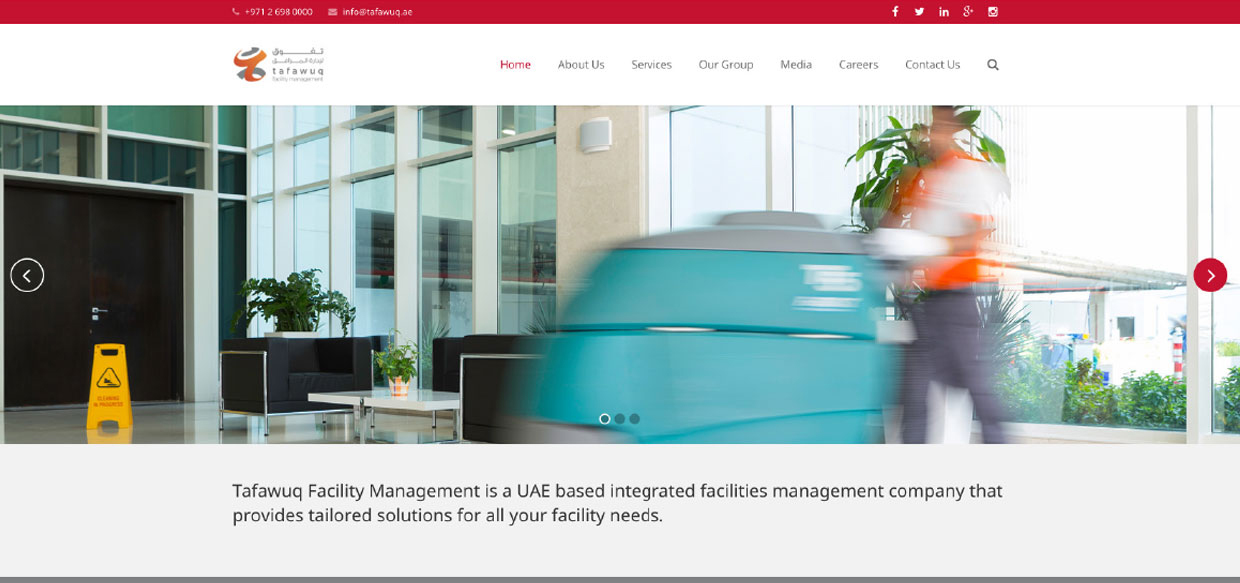 +971 2 698 0000 info@tafawuq.ae
تفوق
لإدارة المرافق
tafawuq
facility management
Home About Us Services Our Group Media Careers Contact Us
CLEANING
IN PROGRESS
Tafawuq Facility Management is a UAE based integrated facilities management company that
provides tailored solutions for all your facility needs.